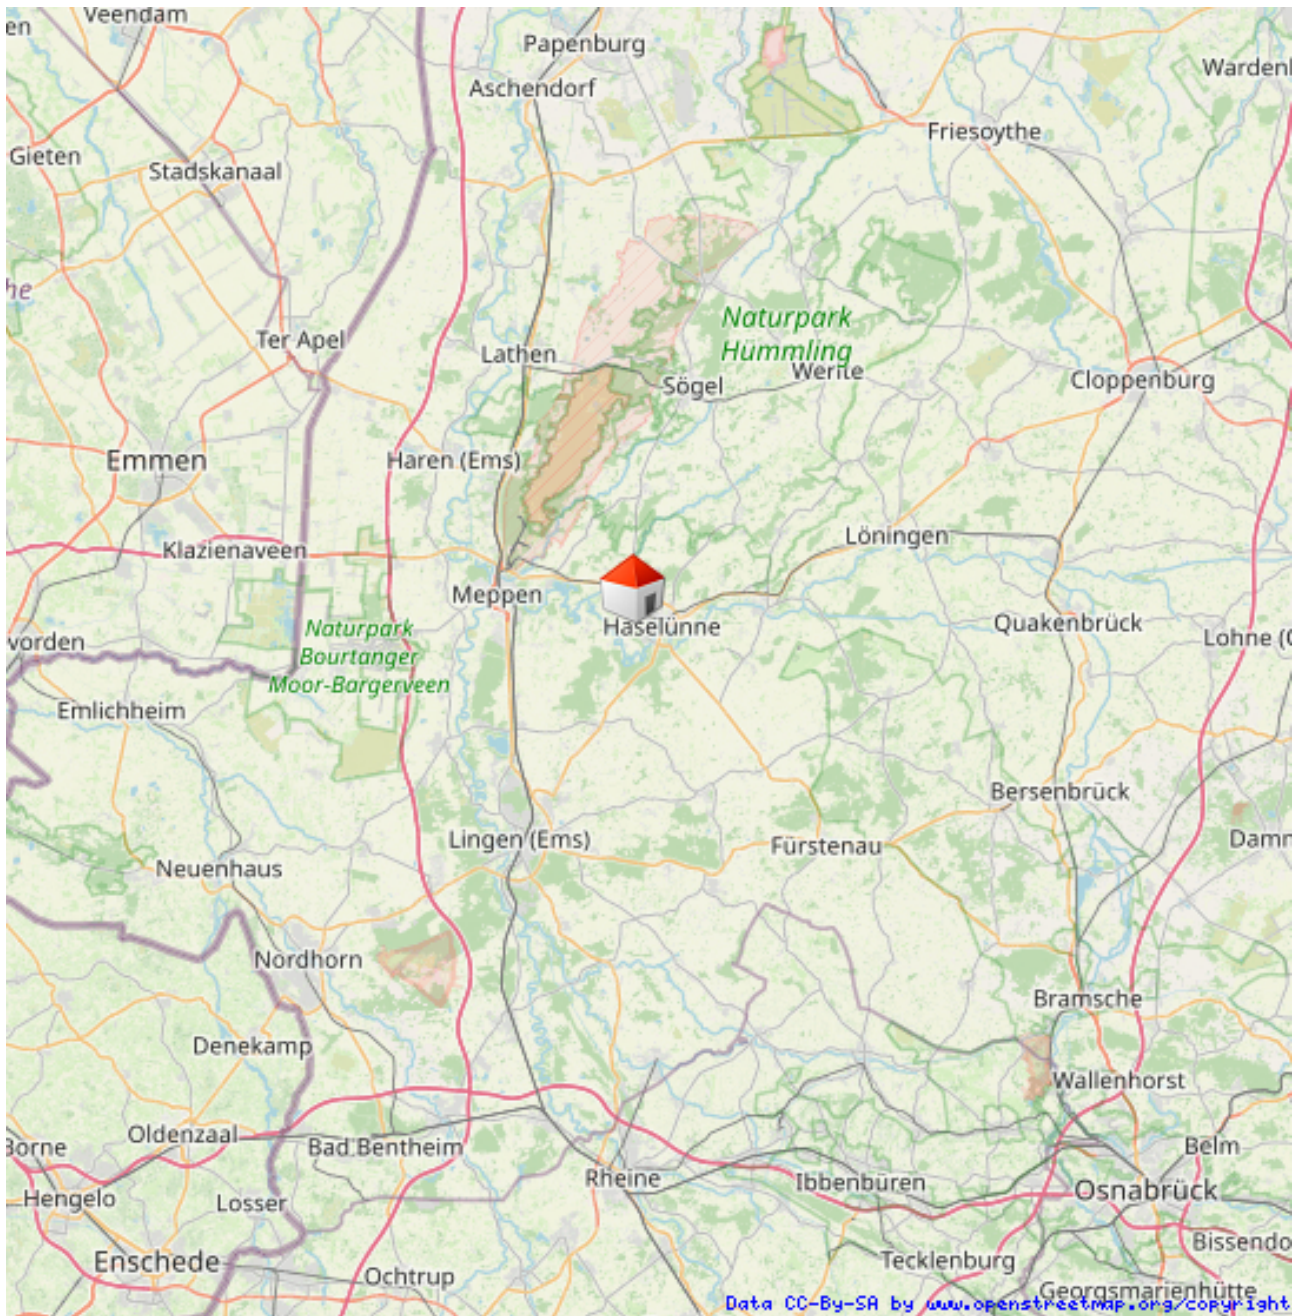 Veendam
en
Papenburg
Aschendorf
Friesoythe
Gieten
Stadskanaal
he
Naturpark
Hümmling
Ter Apel
Lathen
Werlte
Sögel
Cloppenburg
Emmen
Haren (Ems)
Löningen
Klazienaveen
Meppen
Haselünne
Quakenbrück
Naturpark
Bourtanger
Moor-Bargerveen
vorden
Lohne (
Emlichheim
Bersenbrück
Lingen (Ems)
Fürstenau
Neuenhaus
Nordhorn
Bramsche
Denekamp
Wallenhorst
Borne
Oldenzaal
Bad Bentheim
Belm
Hengelo
Losser
Rheine
Ibbenbüren
Osnabrück
Enschede
Ochtrup
Tecklenburg
Bissendo
Georgsmarienhütte
Data CC-By-SA by www.openstreetmap.org/copyright